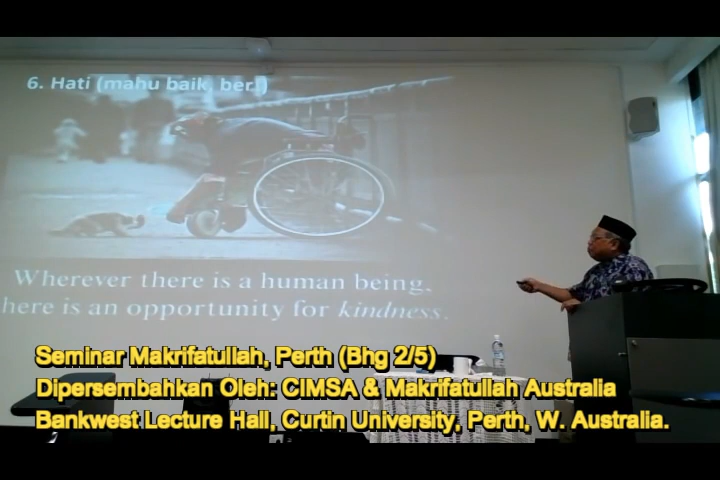 6. Hati (mahu baik, ber.!)
Wherever there is a human being,
here is an opportunity for kindness.
Seminar Makrifatullah, Perth (Bhg 2/5)
Dipersembahkan Oleh: CIMSA & Makrifatullah Australia
Bankwest Lecture Hall, Curtin University, Perth, W. Australia.